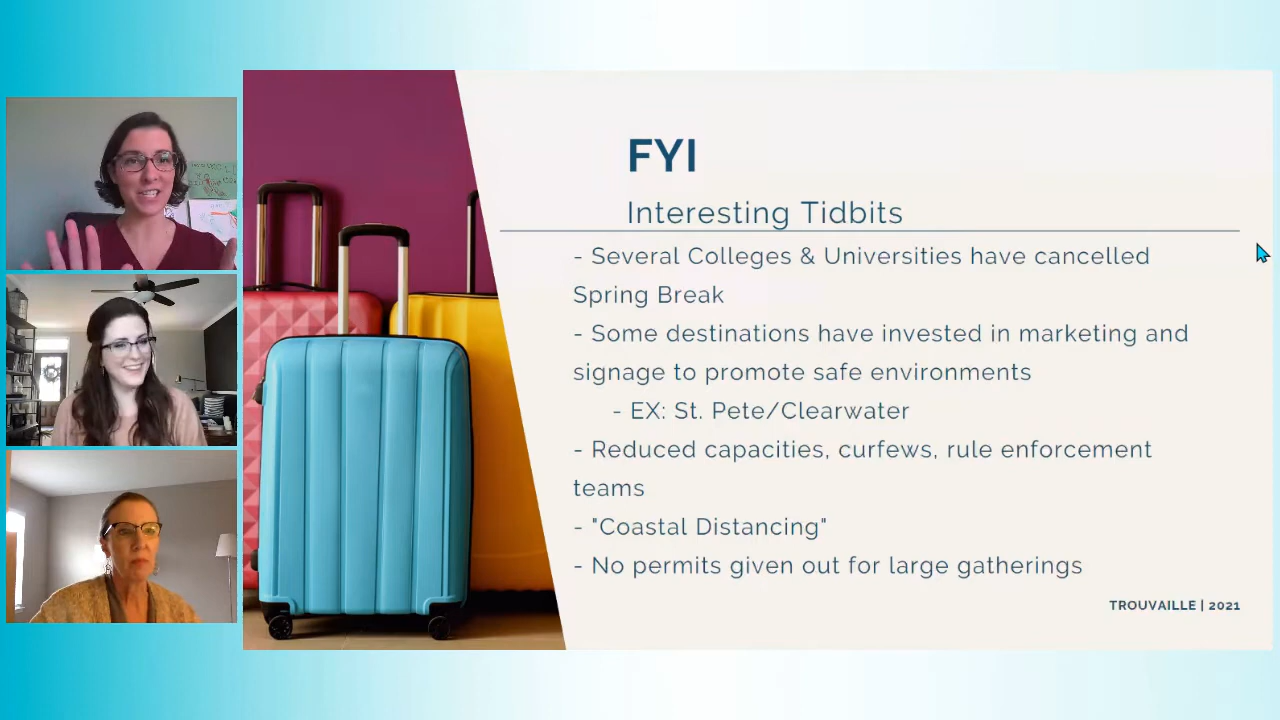 FYI
Interesting Tidbits
- Several Colleges & Universities have cancelled
Spring Break
- Some destinations have invested in marketing and
signage to promote safe environments
- EX: St. Pete/Clearwater
- Reduced capacities, curfews, rule enforcement
teams
- "Coastal Distancing"
- No permits given out for large gatherings
TROUVAILLE | 2021